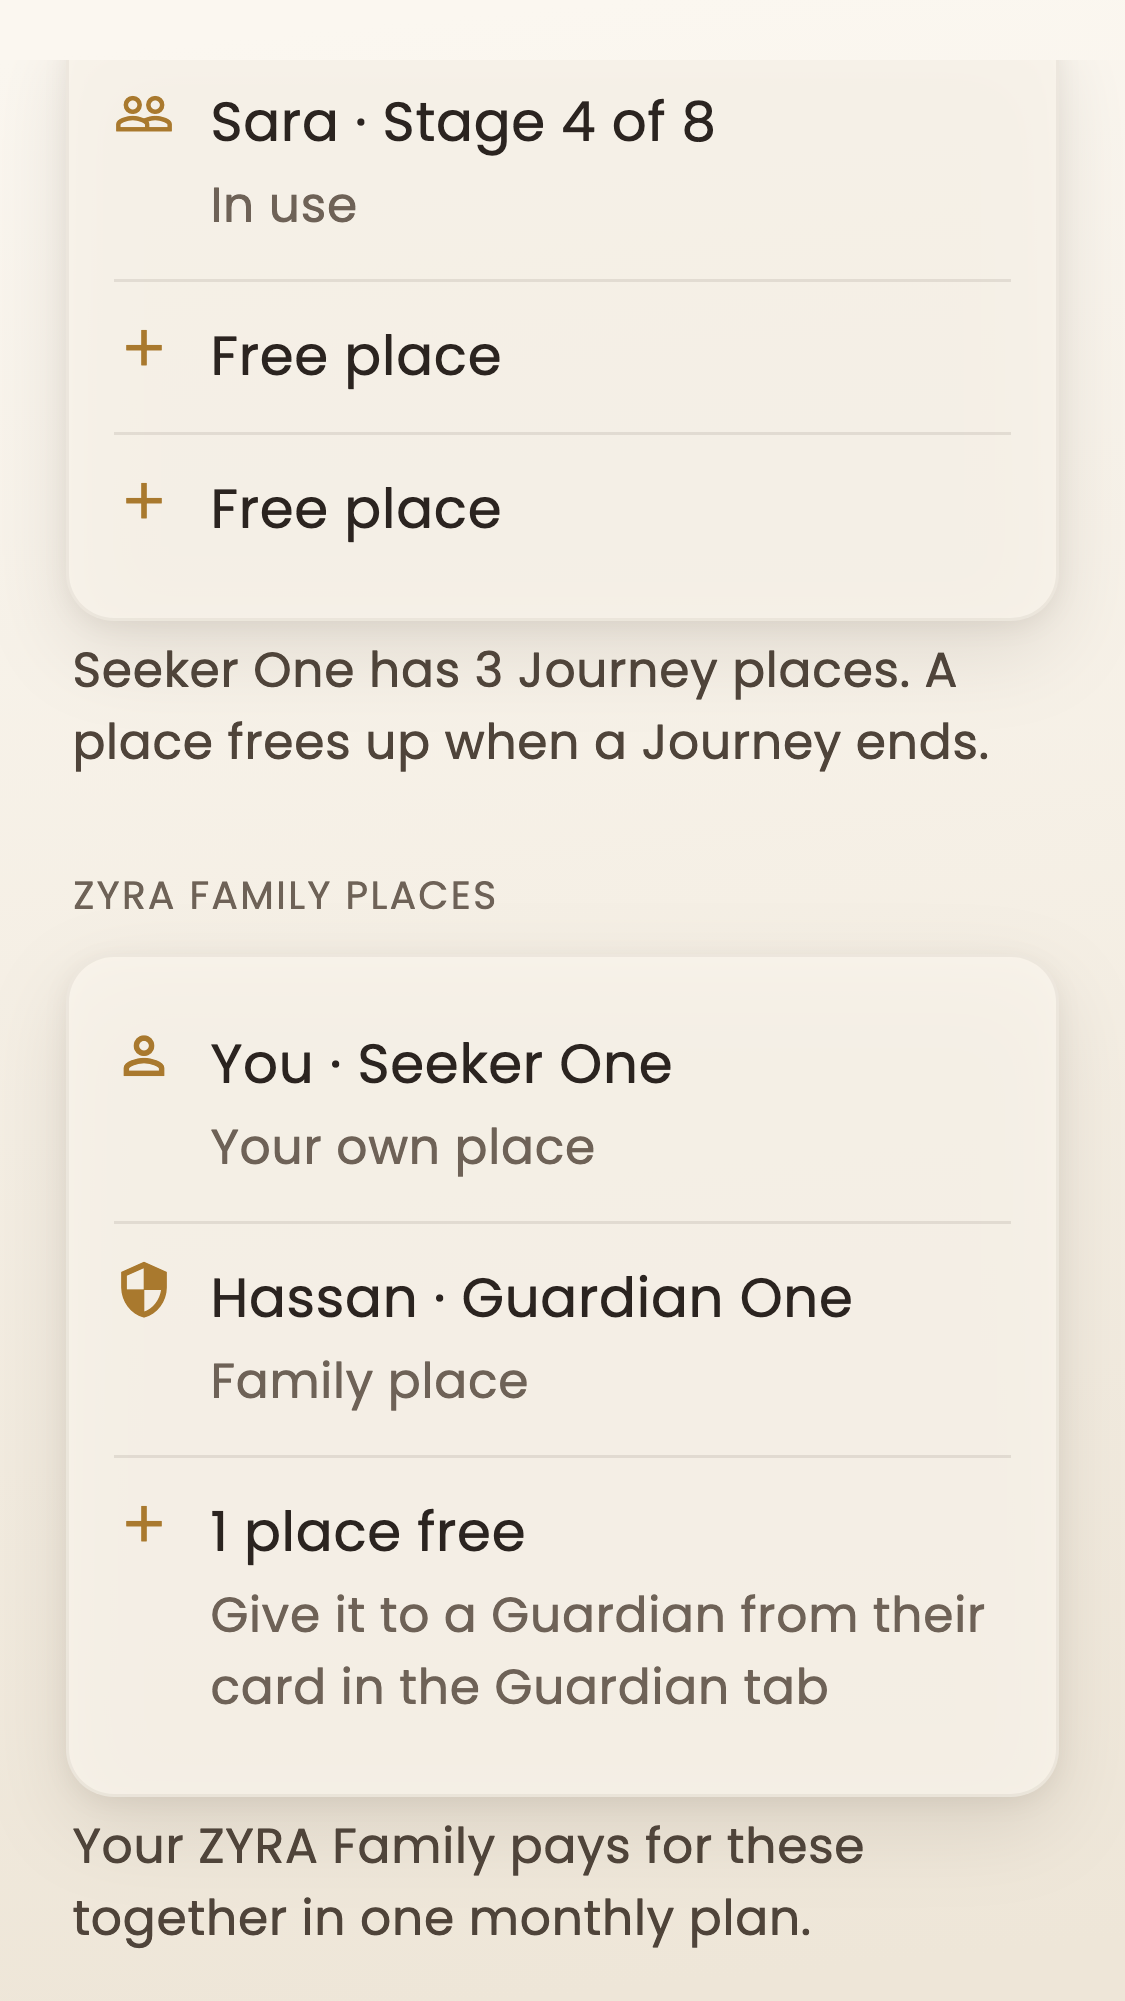 Sara · Stage 4 of 8
In use
Free place
Free place
Seeker One has 3 Journey places. A
place frees up when a Journey ends.
ZYRA FAMILY PLACES
You · Seeker One
Your own place
Hassan · Guardian One
Family place
1 place free
Give it to a Guardian from their
card in the Guardian tab
Your ZYRA Family pays for these
together in one monthly plan.